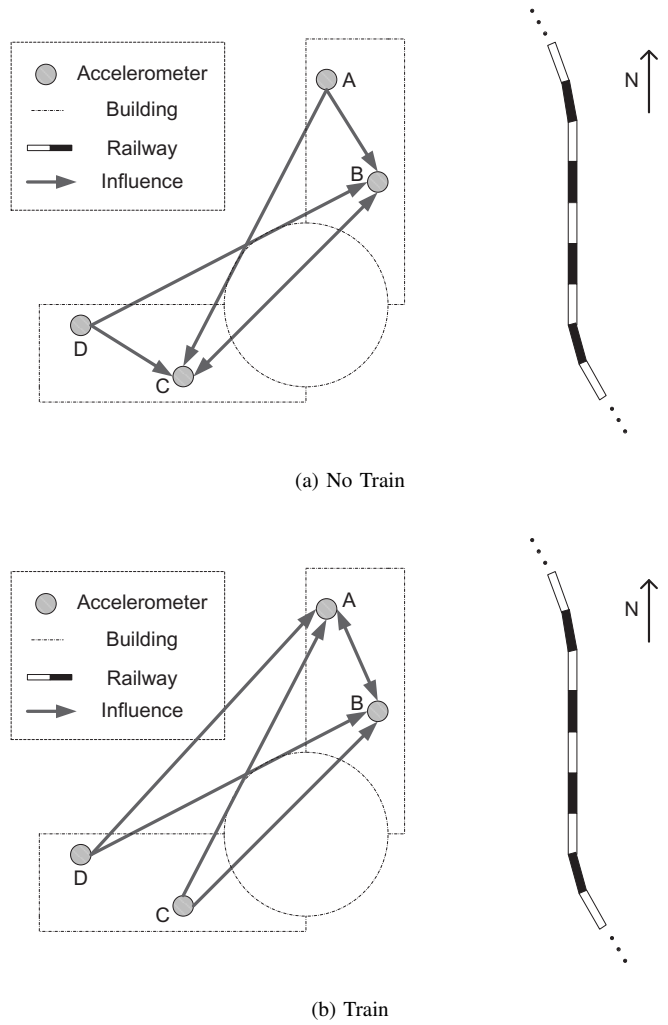 Accelerometer
Building
Railway
Influence
A
B
D
C
N
(a) No Train
Accelerometer
Building
Railway
Influence
A
B
D
C
N
(b) Train